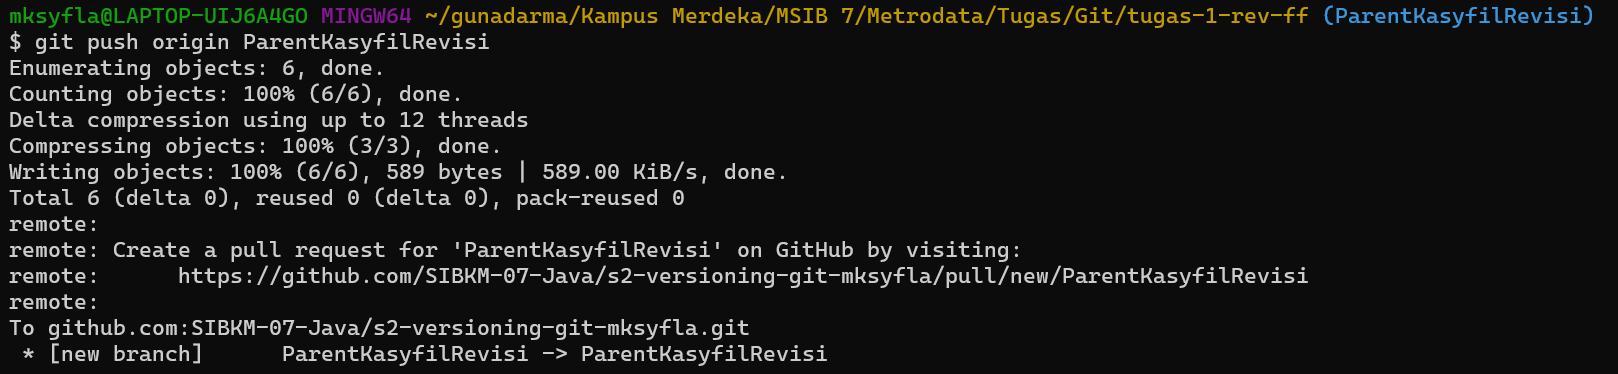 mksyfla@LAPTOP-UIJ6A4GO MINGW64 ~/gunadarma/Kampus Merdeka/MSIB 7/Metrodata/Tugas/Git/tugas-1-rev-ff (ParentKasyfilRevisi)
$ git push origin ParentKasyfilRevisi
Enumerating objects: 6, done.
Counting objects: 100% (6/6), done.
Delta compression using up to 12 threads
Compressing objects: 100% (3/3), done.
Writing objects: 100% (6/6), 589 bytes | 589.00 KiB/s, done.
Total 6 (delta 0), reused 0 (delta 0), pack-reused 0
remote:
remote: Create a pull request for 'ParentKasyfilRevisi' on GitHub by visiting:
remote:      https://github.com/SIBKM-07-Java/s2-versioning-git-mksyfla/pull/new/ParentKasyfilRevisi
remote:
To github.com:SIBKM-07-Java/s2-versioning-git-mksyfla.git
 * [new branch]      ParentKasyfilRevisi -> ParentKasyfilRevisi